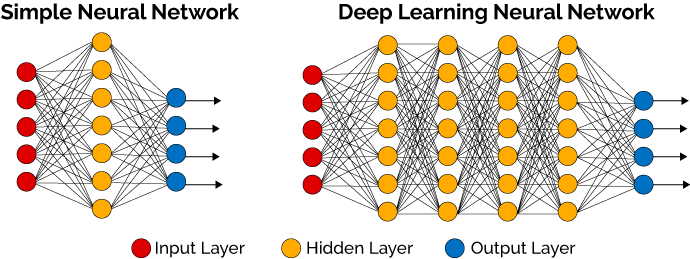 Simple Neural Network
Deep Learning Neural Network
Input Layer
Hidden Layer
Output Layer